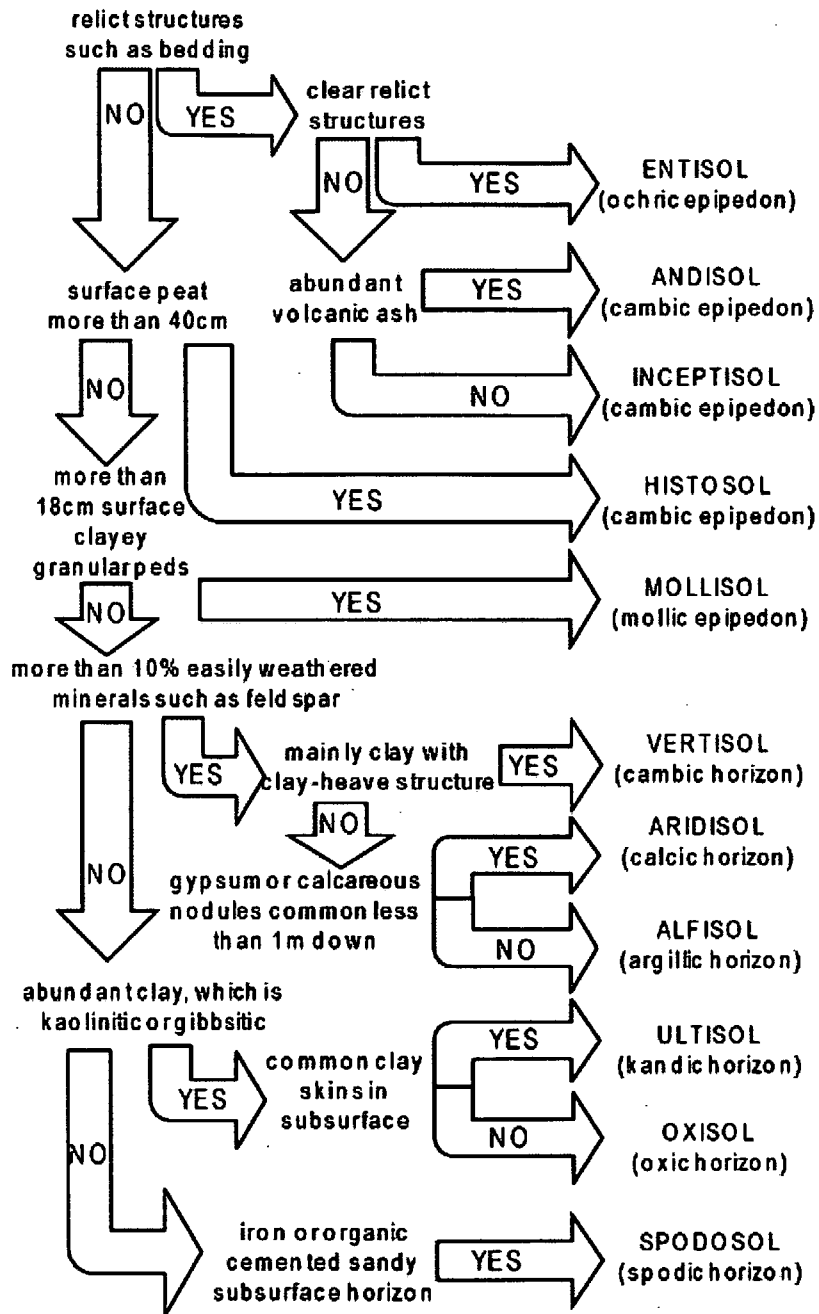 relict structures
such as bedding
NO
YES
clear relict
structures
NO
YES
ENTISOL
(ochric epipedon)
surface peat
more than 40cm
abundant
volcanic ash
YES
ANDISOL
(cambic epipedon)
NO
NO
INCEPTISOL
(cambic epipedon)
more than
18cm surface
clayey
granular peds
YES
HISTOSOL
(cambic epipedon)
NO
YES
MOLLISOL
(mollic epipedon)
more than 10% easily weathered
minerals such as feldspar
NO
YES
mainly clay with
clay-heave structure
YES
VERTISOL
(cambic horizon)
NO
gypsum or calcareous
nodules common less
than 1m down
YES
ARIDISOL
(calcic horizon)
NO
ALFISOL
(argillic horizon)
abundant clay, which is
kaolinitic or gibbsitic
NO
YES
common clay
skins in
subsurface
YES
ULTISOL
(kandic horizon)
NO
OXISOL
(oxic horizon)
iron or organic
cemented sandy
subsurface horizon
YES
SPODOSOL
(spodic horizon)